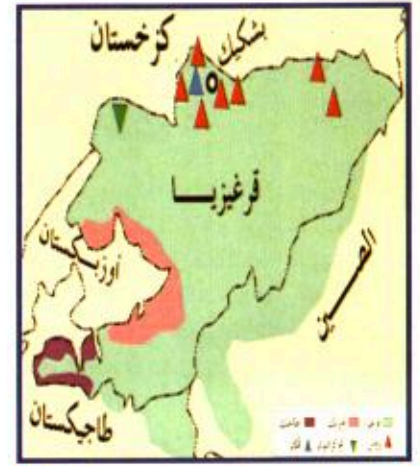 كزخستان
بشكيك
قرغيزيا
أوزبكستان
الصين
طاجيكستان